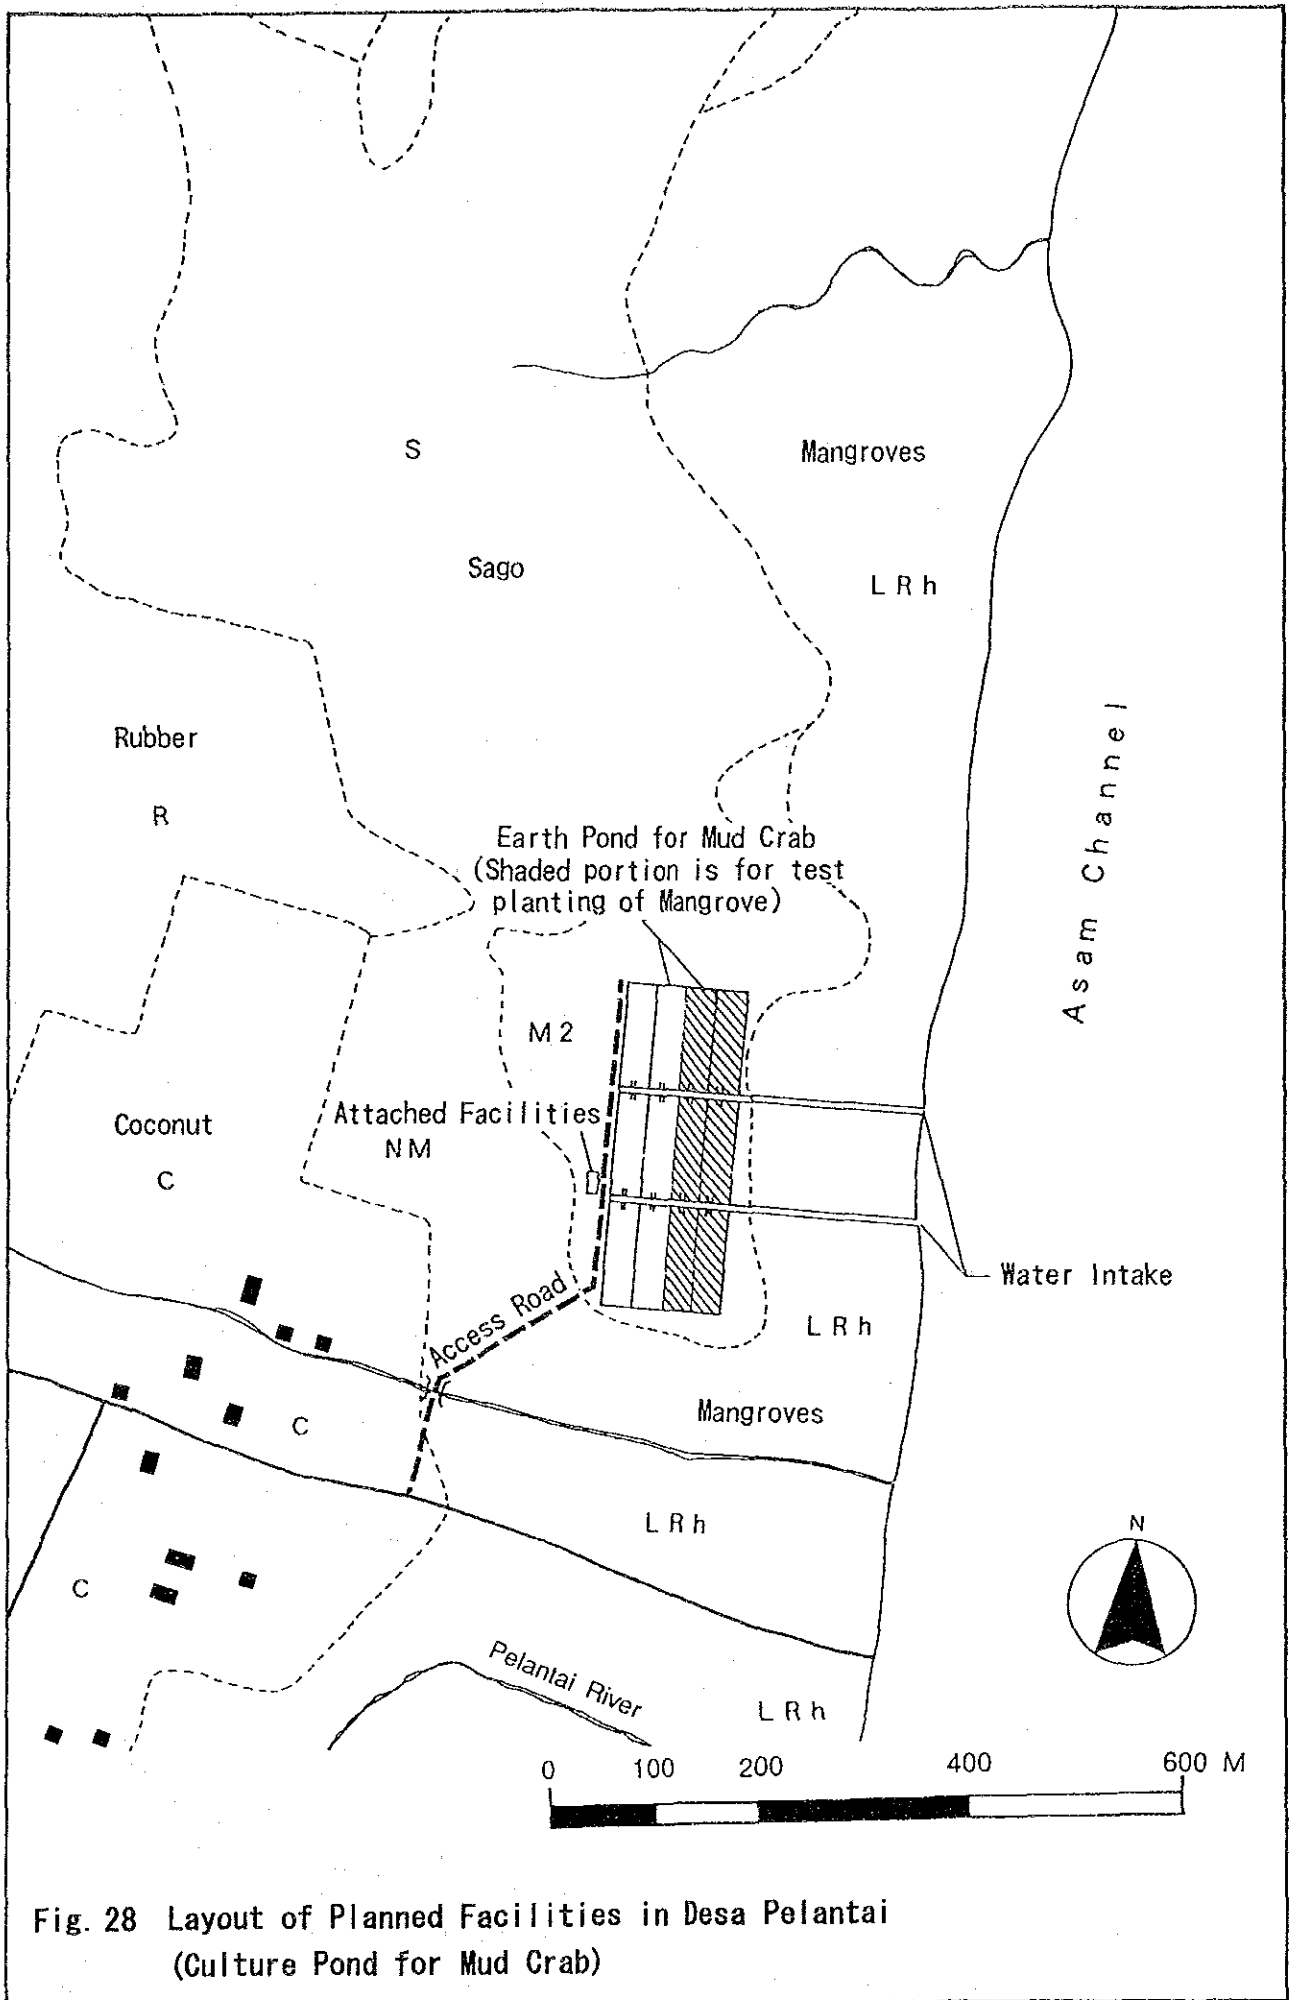 S
Mangroves
Sago
L R h
Rubber
R
Asam Channel
Earth Pond for Mud Crab
(Shaded portion is for test
planting of Mangrove)
M 2
Coconut
C
Attached Facilities
N M
Water Intake
Access Road
L R h
Mangroves
C
L R h
C
N
Pelantai River
L R h
0 100 200 400 600 M
Fig. 28 Layout of Planned Facilities in Desa Pelantai
(Culture Pond for Mud Crab)